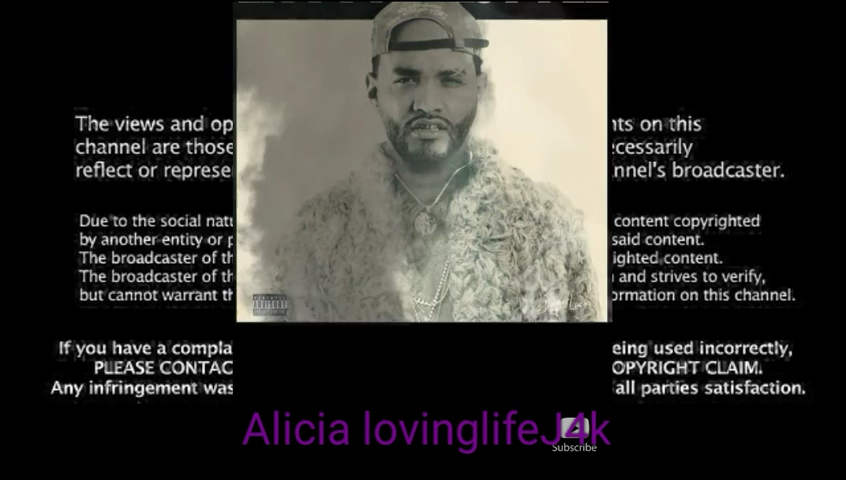 The views and op nts on this
channel are those ecessarily
reflect or represe annel's broadcaster.
Due to the social natu content copyrighted
by another entity or p said content.
The broadcaster of th ighted content.
The broadcaster of th and strives to verify,
but cannot warrant th ormation on this channel.
If you have a compla eing used incorrectly,
PLEASE CONTAC OPYRIGHT CLAIM.
Any infringement was all parties satisfaction.
Alicia lovinglifeJ4k
Subscribe